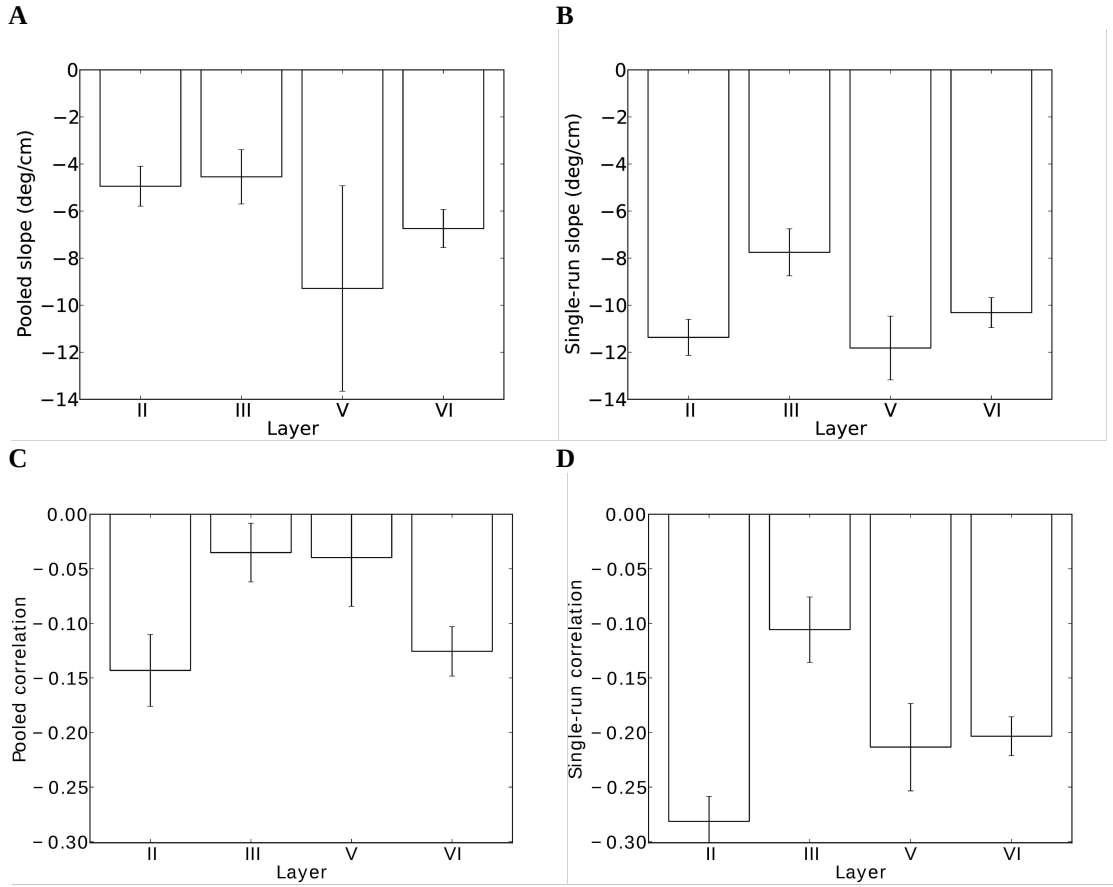 A
0
−2
−4
−6
−8
−10
−12
−14
Pooled slope (deg/cm)
II III V VI
Layer
B
0
−2
−4
−6
−8
−10
−12
−14
Single-run slope (deg/cm)
II III V VI
Layer
C
0.00
−0.05
−0.10
−0.15
−0.20
−0.25
−0.30
Pooled correlation
II III V VI
Layer
D
0.00
−0.05
−0.10
−0.15
−0.20
−0.25
−0.30
Single-run correlation
II III V VI
Layer